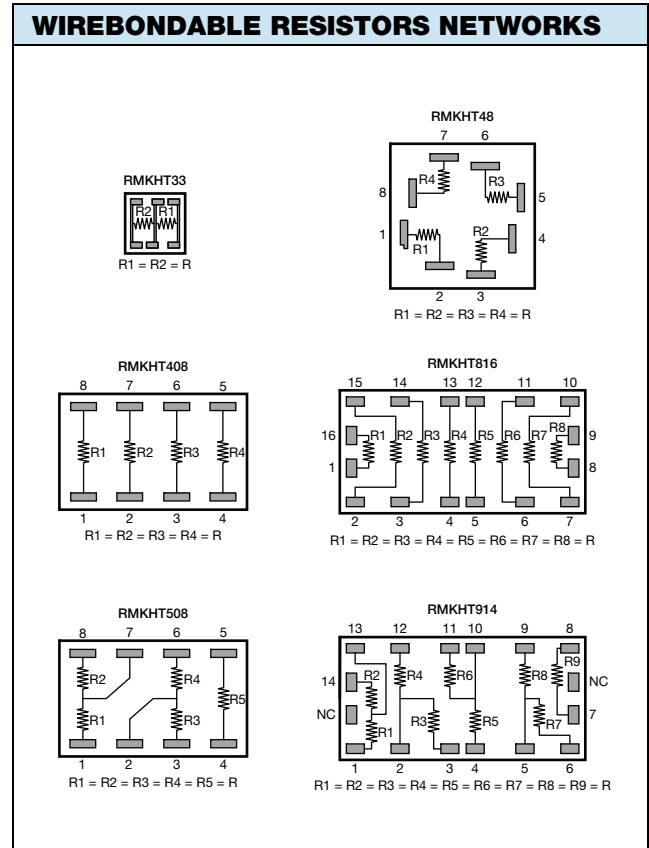 WIREBONDABLE RESISTORS NETWORKS
RMKHT33
R2 R1
R1 = R2 = R
RMKHT48
7 6
R4 R3
8 5
1 4
R1 R2
2 3
R1 = R2 = R3 = R4 = R
RMKHT408
8 7 6 5
R1 R2 R3 R4
1 2 3 4
R1 = R2 = R3 = R4 = R
RMKHT816
15 14 13 12 11 10
16 R1 R2 R3 R4 R5 R6 R7 R8 9
1 8
2 3 4 5 6 7
R1 = R2 = R3 = R4 = R5 = R6 = R7 = R8 = R
RMKHT508
8 7 6 5
R2 R4
R5
R1 R3
1 2 3 4
R1 = R2 = R3 = R4 = R5 = R
RMKHT914
13 12 11 10 9 8
R2 R4 R6 R8 R9
14 NC
NC 7
R1 R3 R5 R7
1 2 3 4 5 6
R1 = R2 = R3 = R4 = R5 = R6 = R7 = R8 = R9 = R